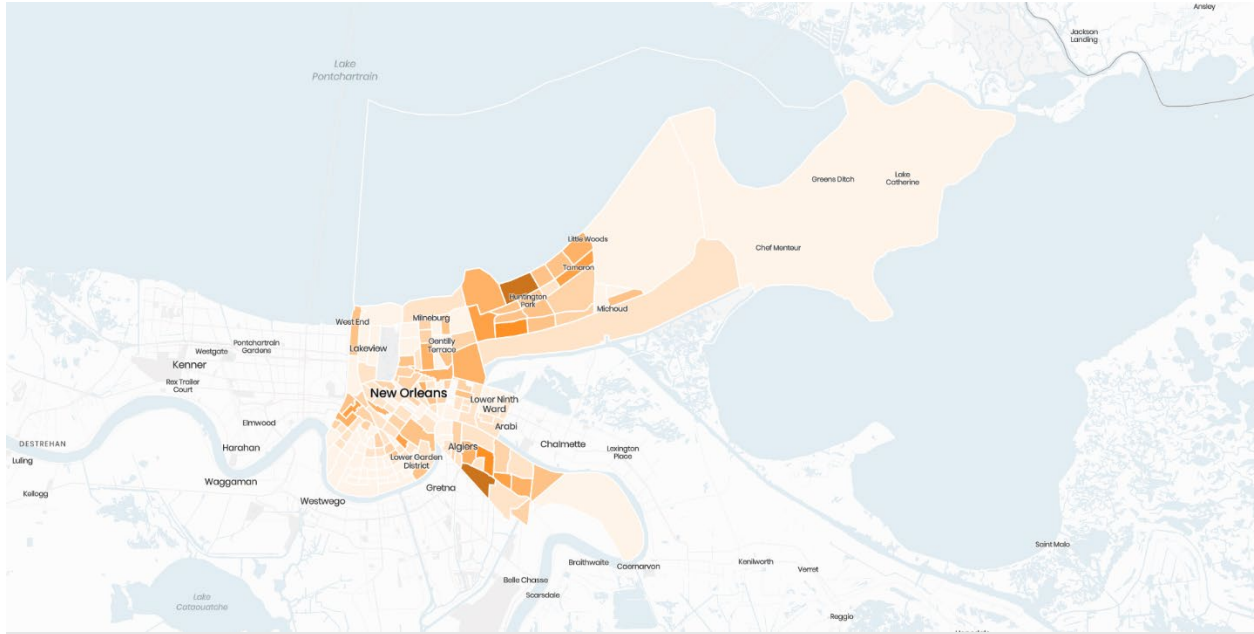 Ansley
Jackson
Landing
Lake
Pontchartrain
Greens Ditch
Lake
Catherine
Little Woods
Chef Menteur
Tamaron
Huntington
Park
Michoud
West End
Milneburg
Pontchartrain
Gardens
Westgate
Lakeview
Gentilly
Terrace
Kenner
Rex Trailer
Court
New Orleans
Lower Ninth
Ward
Elmwood
Arabi
DESTREHAN
Harahan
Algiers
Chalmette
Lexington
Place
Luling
Lower Garden
District
Waggaman
Gretna
Kellogg
Westwego
Saint Malo
Braithwaite
Caernarvon
Kenilworth
Verret
Belle Chasse
Scarsdale
Lake
Cataouatche
Reggio